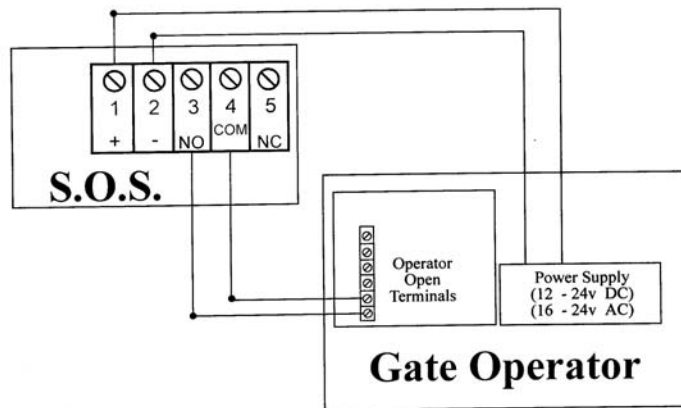 1 2 3 4 5
+ - NO COM NC
S.O.S.
Operator
Open
Terminals
Power Supply
(12 - 24v DC)
(16 - 24v AC)
Gate Operator